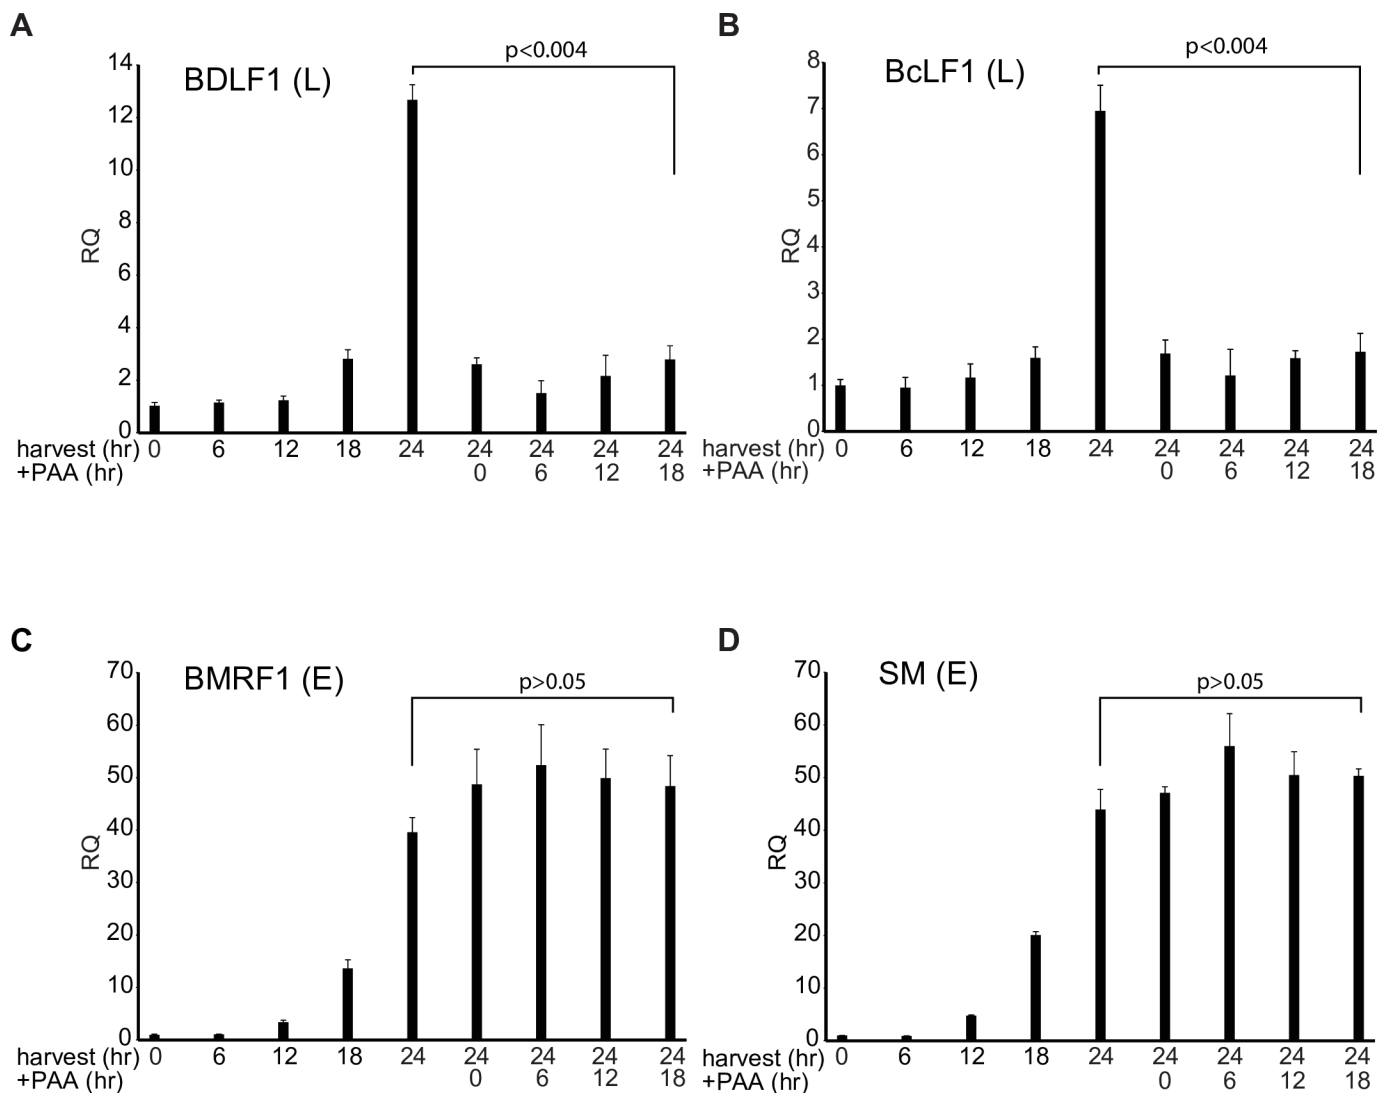 A
BDLF1 (L)
p<0.004
14
12
10
8
6
4
2
0
RQ
harvest (hr) 0 6 12 18 24 24 24 24 24
+PAA (hr) 0 6 12 18
B
BcLF1 (L)
p<0.004
8
7
6
5
4
3
2
1
0
RQ
harvest (hr) 0 6 12 18 24 24 24 24 24
+PAA (hr) 0 6 12 18
C
BMRF1 (E)
p>0.05
70
60
50
40
30
20
10
0
RQ
harvest (hr) 0 6 12 18 24 24 24 24 24
+PAA (hr) 0 6 12 18
D
SM (E)
p>0.05
70
60
50
40
30
20
10
0
RQ
harvest (hr) 0 6 12 18 24 24 24 24 24
+PAA (hr) 0 6 12 18